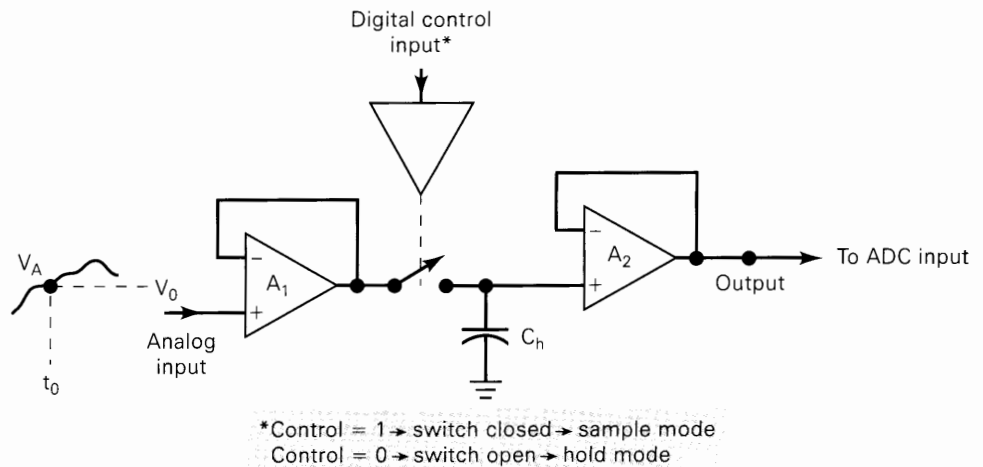 Digital control
input*
V_A
V_0
t_0
Analog
input
-
A_1
+
-
A_2
+
C_h
Output
To ADC input
*Control = 1 → switch closed → sample mode
Control = 0 → switch open → hold mode